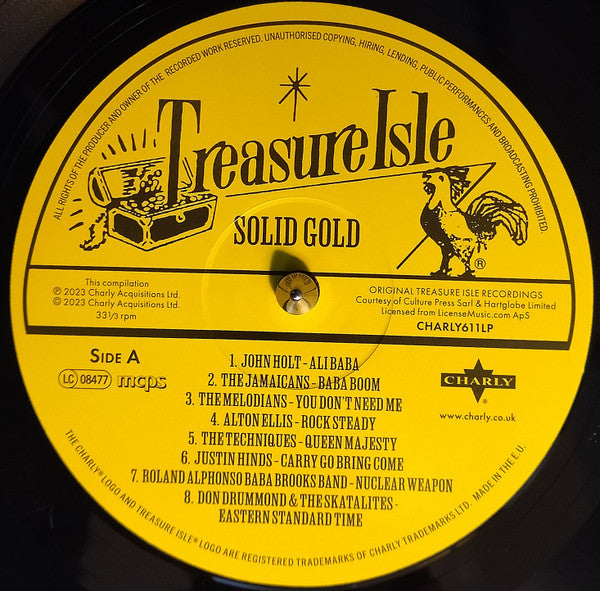 ALL RIGHTS OF THE PRODUCER AND OWNER OF THE RECORDED WORK RESERVED. UNAUTHORISED COPYING, HIRING, LENDING, PUBLIC PERFORMANCES AND BROADCASTING PROHIBITED.
Treasure Isle
SOLID GOLD
®
This compilation
℗ 2023 Charly Acquisitions Ltd.
© 2023 Charly Acquisitions Ltd.
33⅓ rpm
ORIGINAL TREASURE ISLE RECORDINGS
Courtesy of Culture Press Sarl & Hartglobe Limited
Licensed from LicenseMusic.com ApS
CHARLY611LP
SIDE A
LC 08477 mcps
CHARLY
®
www.charly.co.uk
1. JOHN HOLT - ALI BABA
2. THE JAMAICANS - BABA BOOM
3. THE MELODIANS - YOU DON'T NEED ME
4. ALTON ELLIS - ROCK STEADY
5. THE TECHNIQUES - QUEEN MAJESTY
6. JUSTIN HINDS - CARRY GO BRING COME
7. ROLAND ALPHONSO BABA BROOKS BAND - NUCLEAR WEAPON
8. DON DRUMMOND & THE SKATALITES -
EASTERN STANDARD TIME
THE CHARLY® LOGO AND TREASURE ISLE® LOGO ARE REGISTERED TRADEMARKS OF CHARLY TRADEMARKS LTD. MADE IN THE E.U.